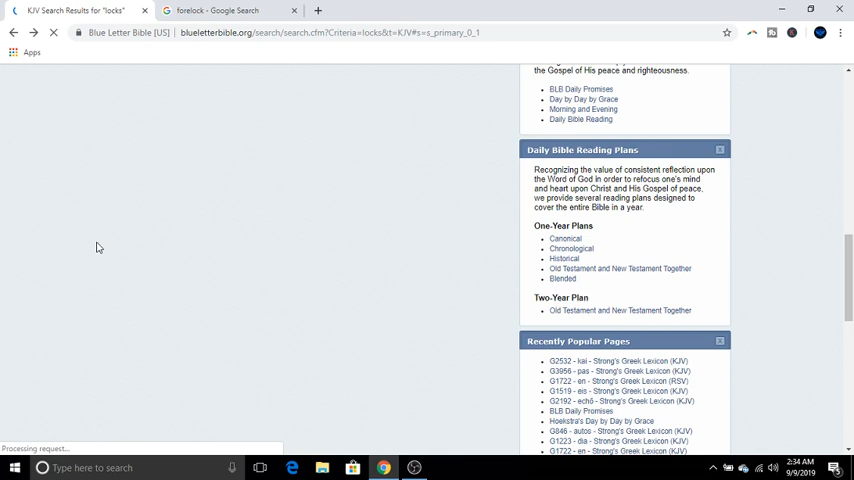 KJV Search Results for "locks"
forelock - Google Search
Blue Letter Bible [US]
blueletterbible.org/search/search.cfm?Criteria=locks&t=KJV#s=s_primary_0_1
Apps
the Gospel of His peace and righteousness.
• BLB Daily Promises
• Day by Day by Grace
• Morning and Evening
• Daily Bible Reading
Daily Bible Reading Plans
Recognizing the value of consistent reflection upon
the Word of God in order to refocus one's mind
and heart upon Christ and His Gospel of peace,
we provide several reading plans designed to
cover the entire Bible in a year.
One-Year Plans
• Canonical
• Chronological
• Historical
• Old Testament and New Testament Together
• Blended
Two-Year Plan
• Old Testament and New Testament Together
Recently Popular Pages
• G2532 - kai - Strong's Greek Lexicon (KJV)
• G3956 - pas - Strong's Greek Lexicon (KJV)
• G1722 - en - Strong's Greek Lexicon (RSV)
• G1519 - eis - Strong's Greek Lexicon (KJV)
• G2192 - echō - Strong's Greek Lexicon (KJV)
• BLB Daily Promises
• Hoekstra's Day by Day by Grace
• G846 - autos - Strong's Greek Lexicon (KJV)
• G1223 - dia - Strong's Greek Lexicon (KJV)
• G1722 - en - Strong's Greek Lexicon (KJV)
Processing request...
Type here to search
2:34 AM
9/9/2019